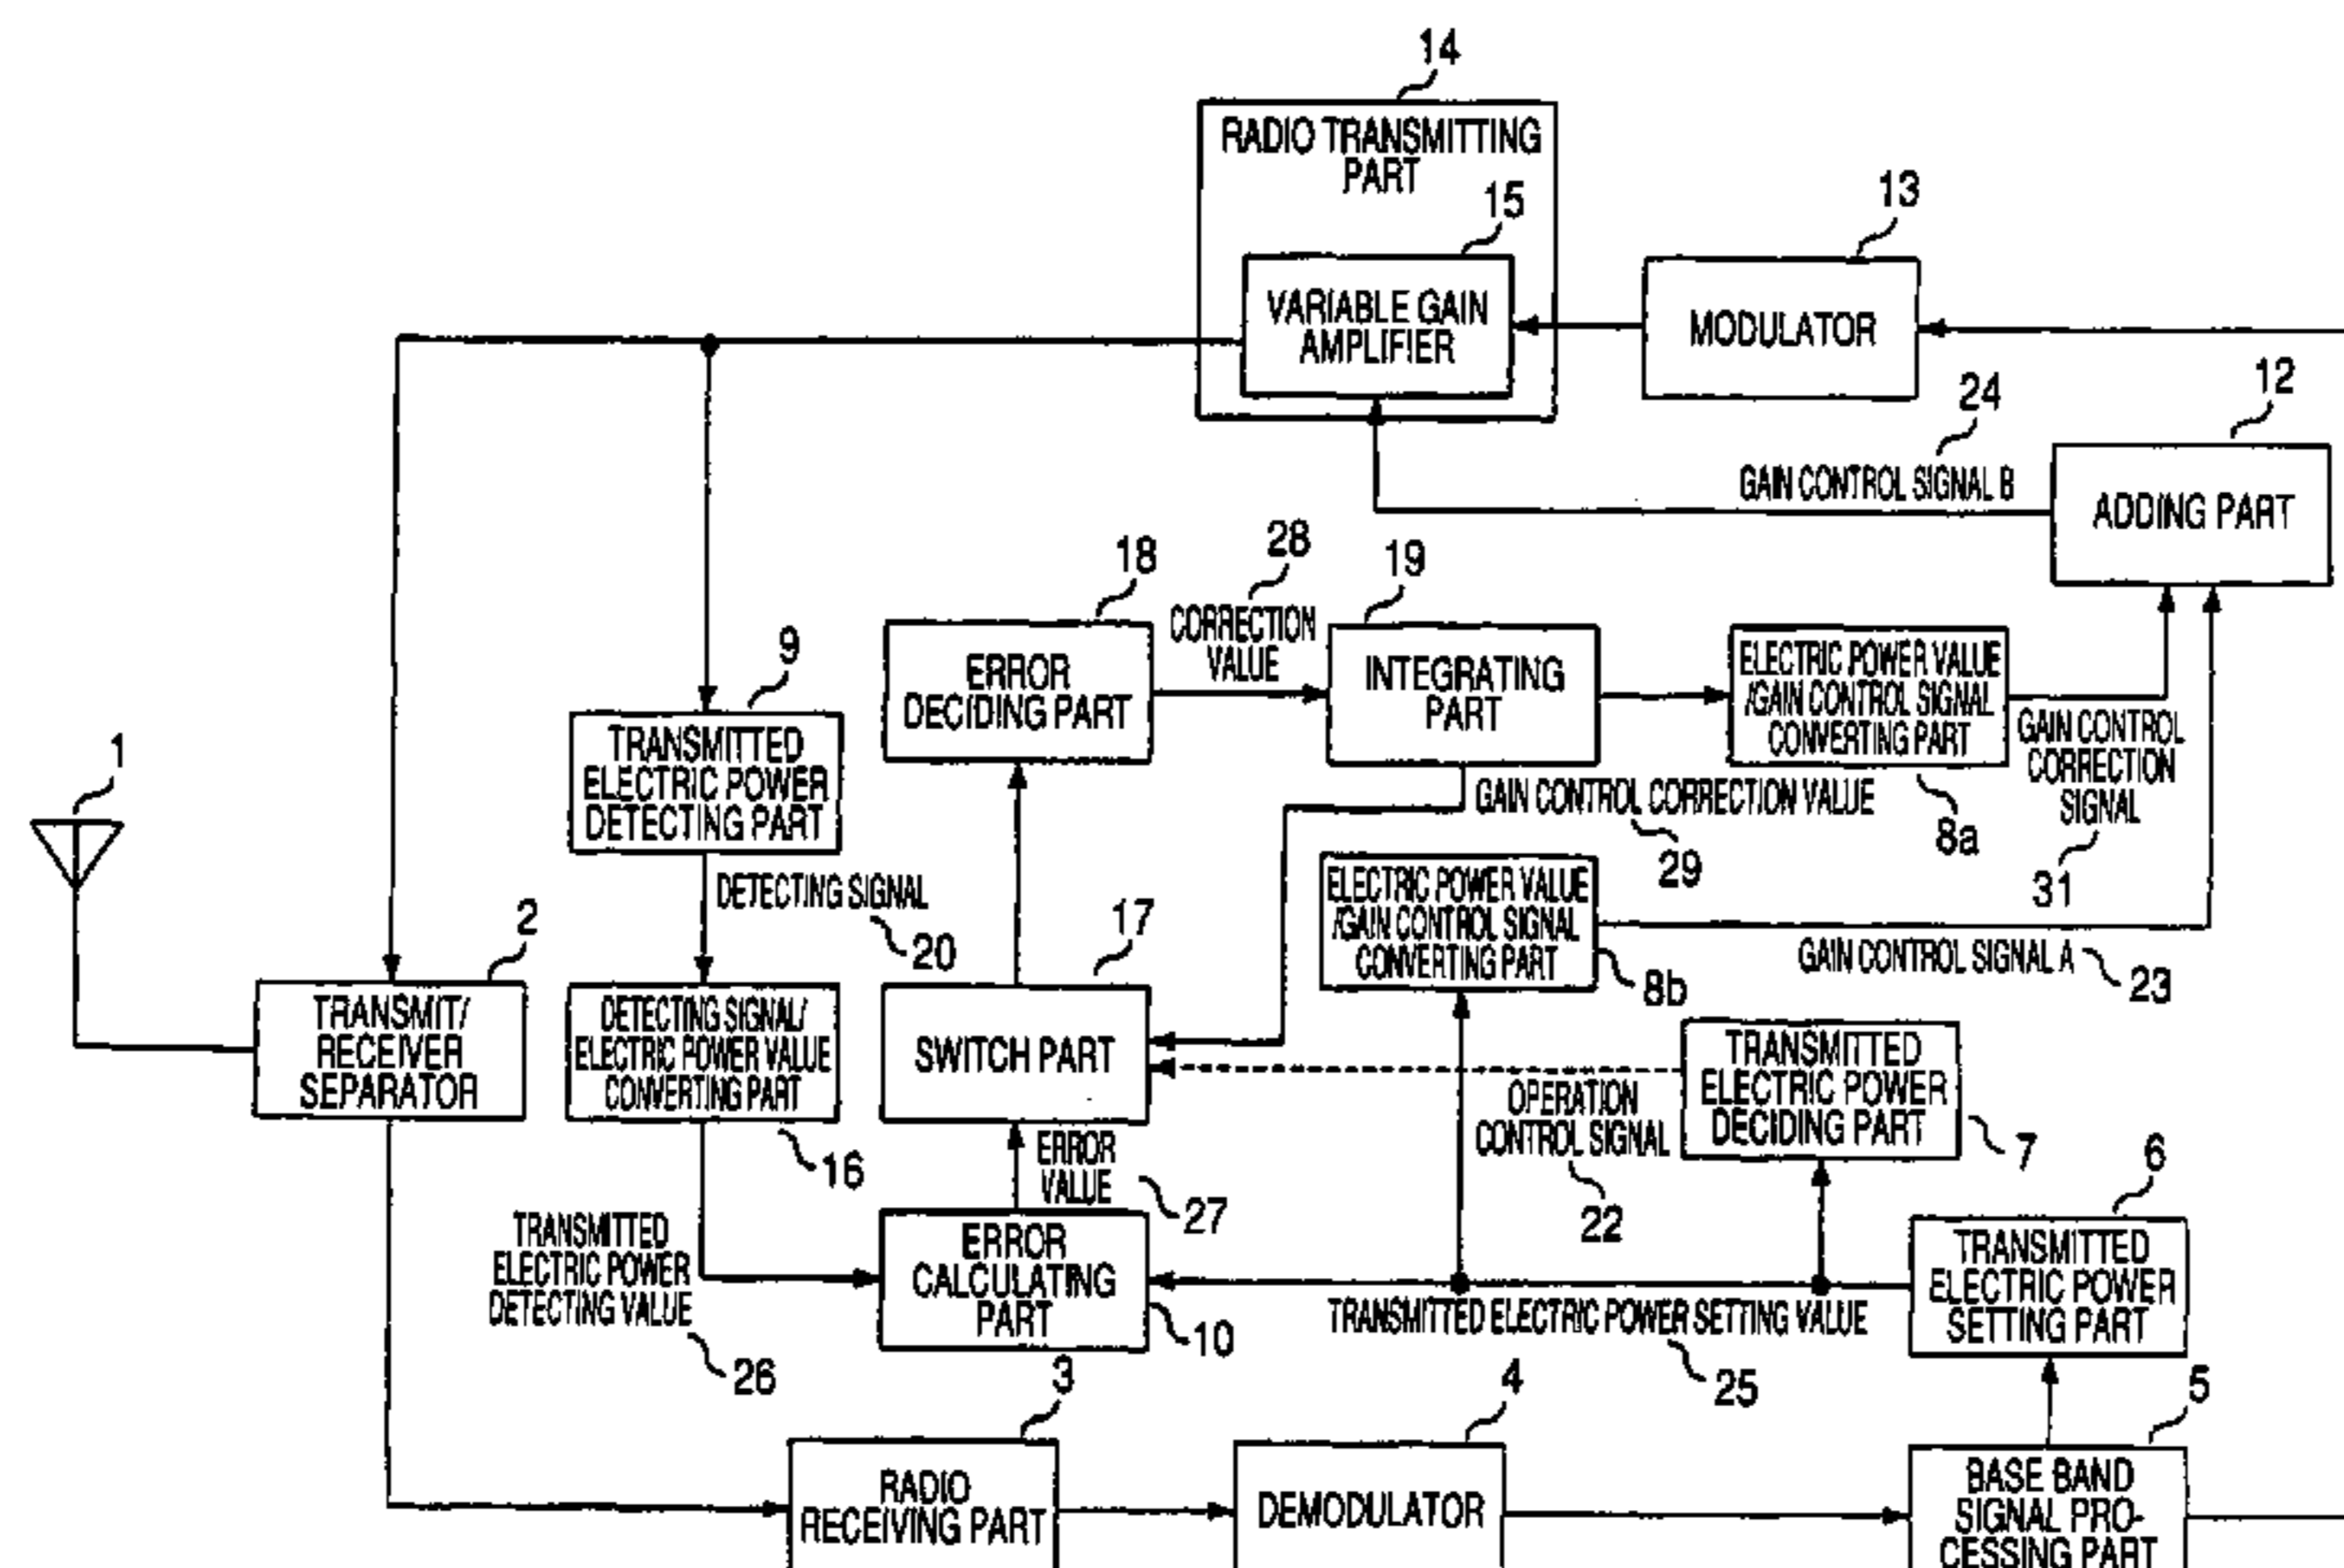 14
RADIO TRANSMITTING
PART
15
VARIABLE GAIN
AMPLIFIER
13
MODULATOR
24
GAIN CONTROL SIGNAL B
12
ADDING PART
18
ERROR
DECIDING PART
28
CORRECTION
VALUE
19
INTEGRATING
PART
ELECTRIC POWER VALUE
/GAIN CONTROL SIGNAL
CONVERTING PART
8a
GAIN CONTROL
CORRECTION
SIGNAL
31
9
TRANSMITTED
ELECTRIC POWER
DETECTING PART
1
DETECTING SIGNAL
20
GAIN CONTROL CORRECTION VALUE
29
ELECTRIC POWER VALUE
/GAIN CONTROL SIGNAL
CONVERTING PART
8b
GAIN CONTROL SIGNAL A
23
2
TRANSMIT/
RECEIVER
SEPARATOR
DETECTING SIGNAL/
ELECTRIC POWER VALUE
CONVERTING PART
16
17
SWITCH PART
OPERATION
CONTROL SIGNAL
22
TRANSMITTED
ELECTRIC POWER
DECIDING PART
7
ERROR
VALUE
27
TRANSMITTED
ELECTRIC POWER
DETECTING VALUE
26
ERROR
CALCULATING
PART
10
TRANSMITTED ELECTRIC POWER SETTING VALUE
25
6
TRANSMITTED
ELECTRIC POWER
SETTING PART
3
RADIO
RECEIVING PART
4
DEMODULATOR
5
BASE BAND
SIGNAL PRO-
CESSING PART